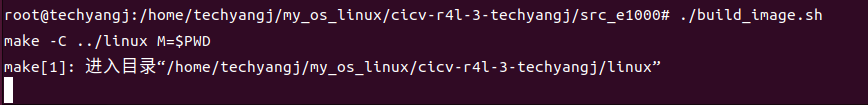 root@techyangj:/home/techyangj/my_os_linux/cicv-r4l-3-techyangj/src_e1000# ./build_image.sh
make -C ../linux M=$PWD
make[1]: 进入目录“/home/techyangj/my_os_linux/cicv-r4l-3-techyangj/linux”